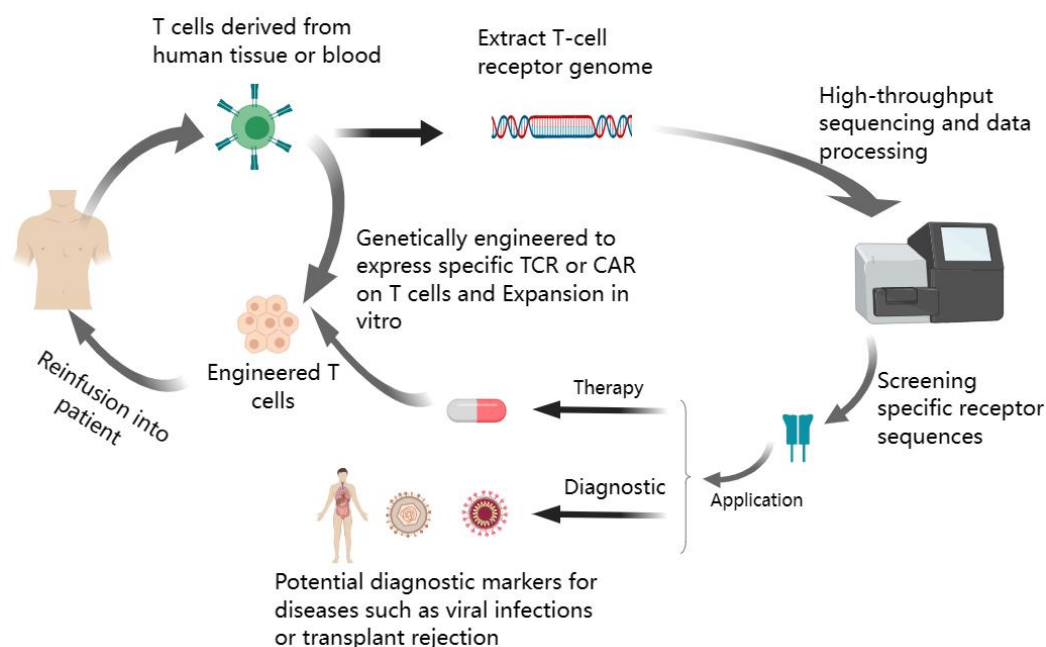 T cells derived from
human tissue or blood
Extract T-cell
receptor genome
High-throughput
sequencing and data
processing
Genetically engineered to
express specific TCR or CAR
on T cells and Expansion in
vitro
Engineered T
cells
Reinfusion into
patient
Therapy
Screening
specific receptor
sequences
Diagnostic
Application
Potential diagnostic markers for
diseases such as viral infections
or transplant rejection